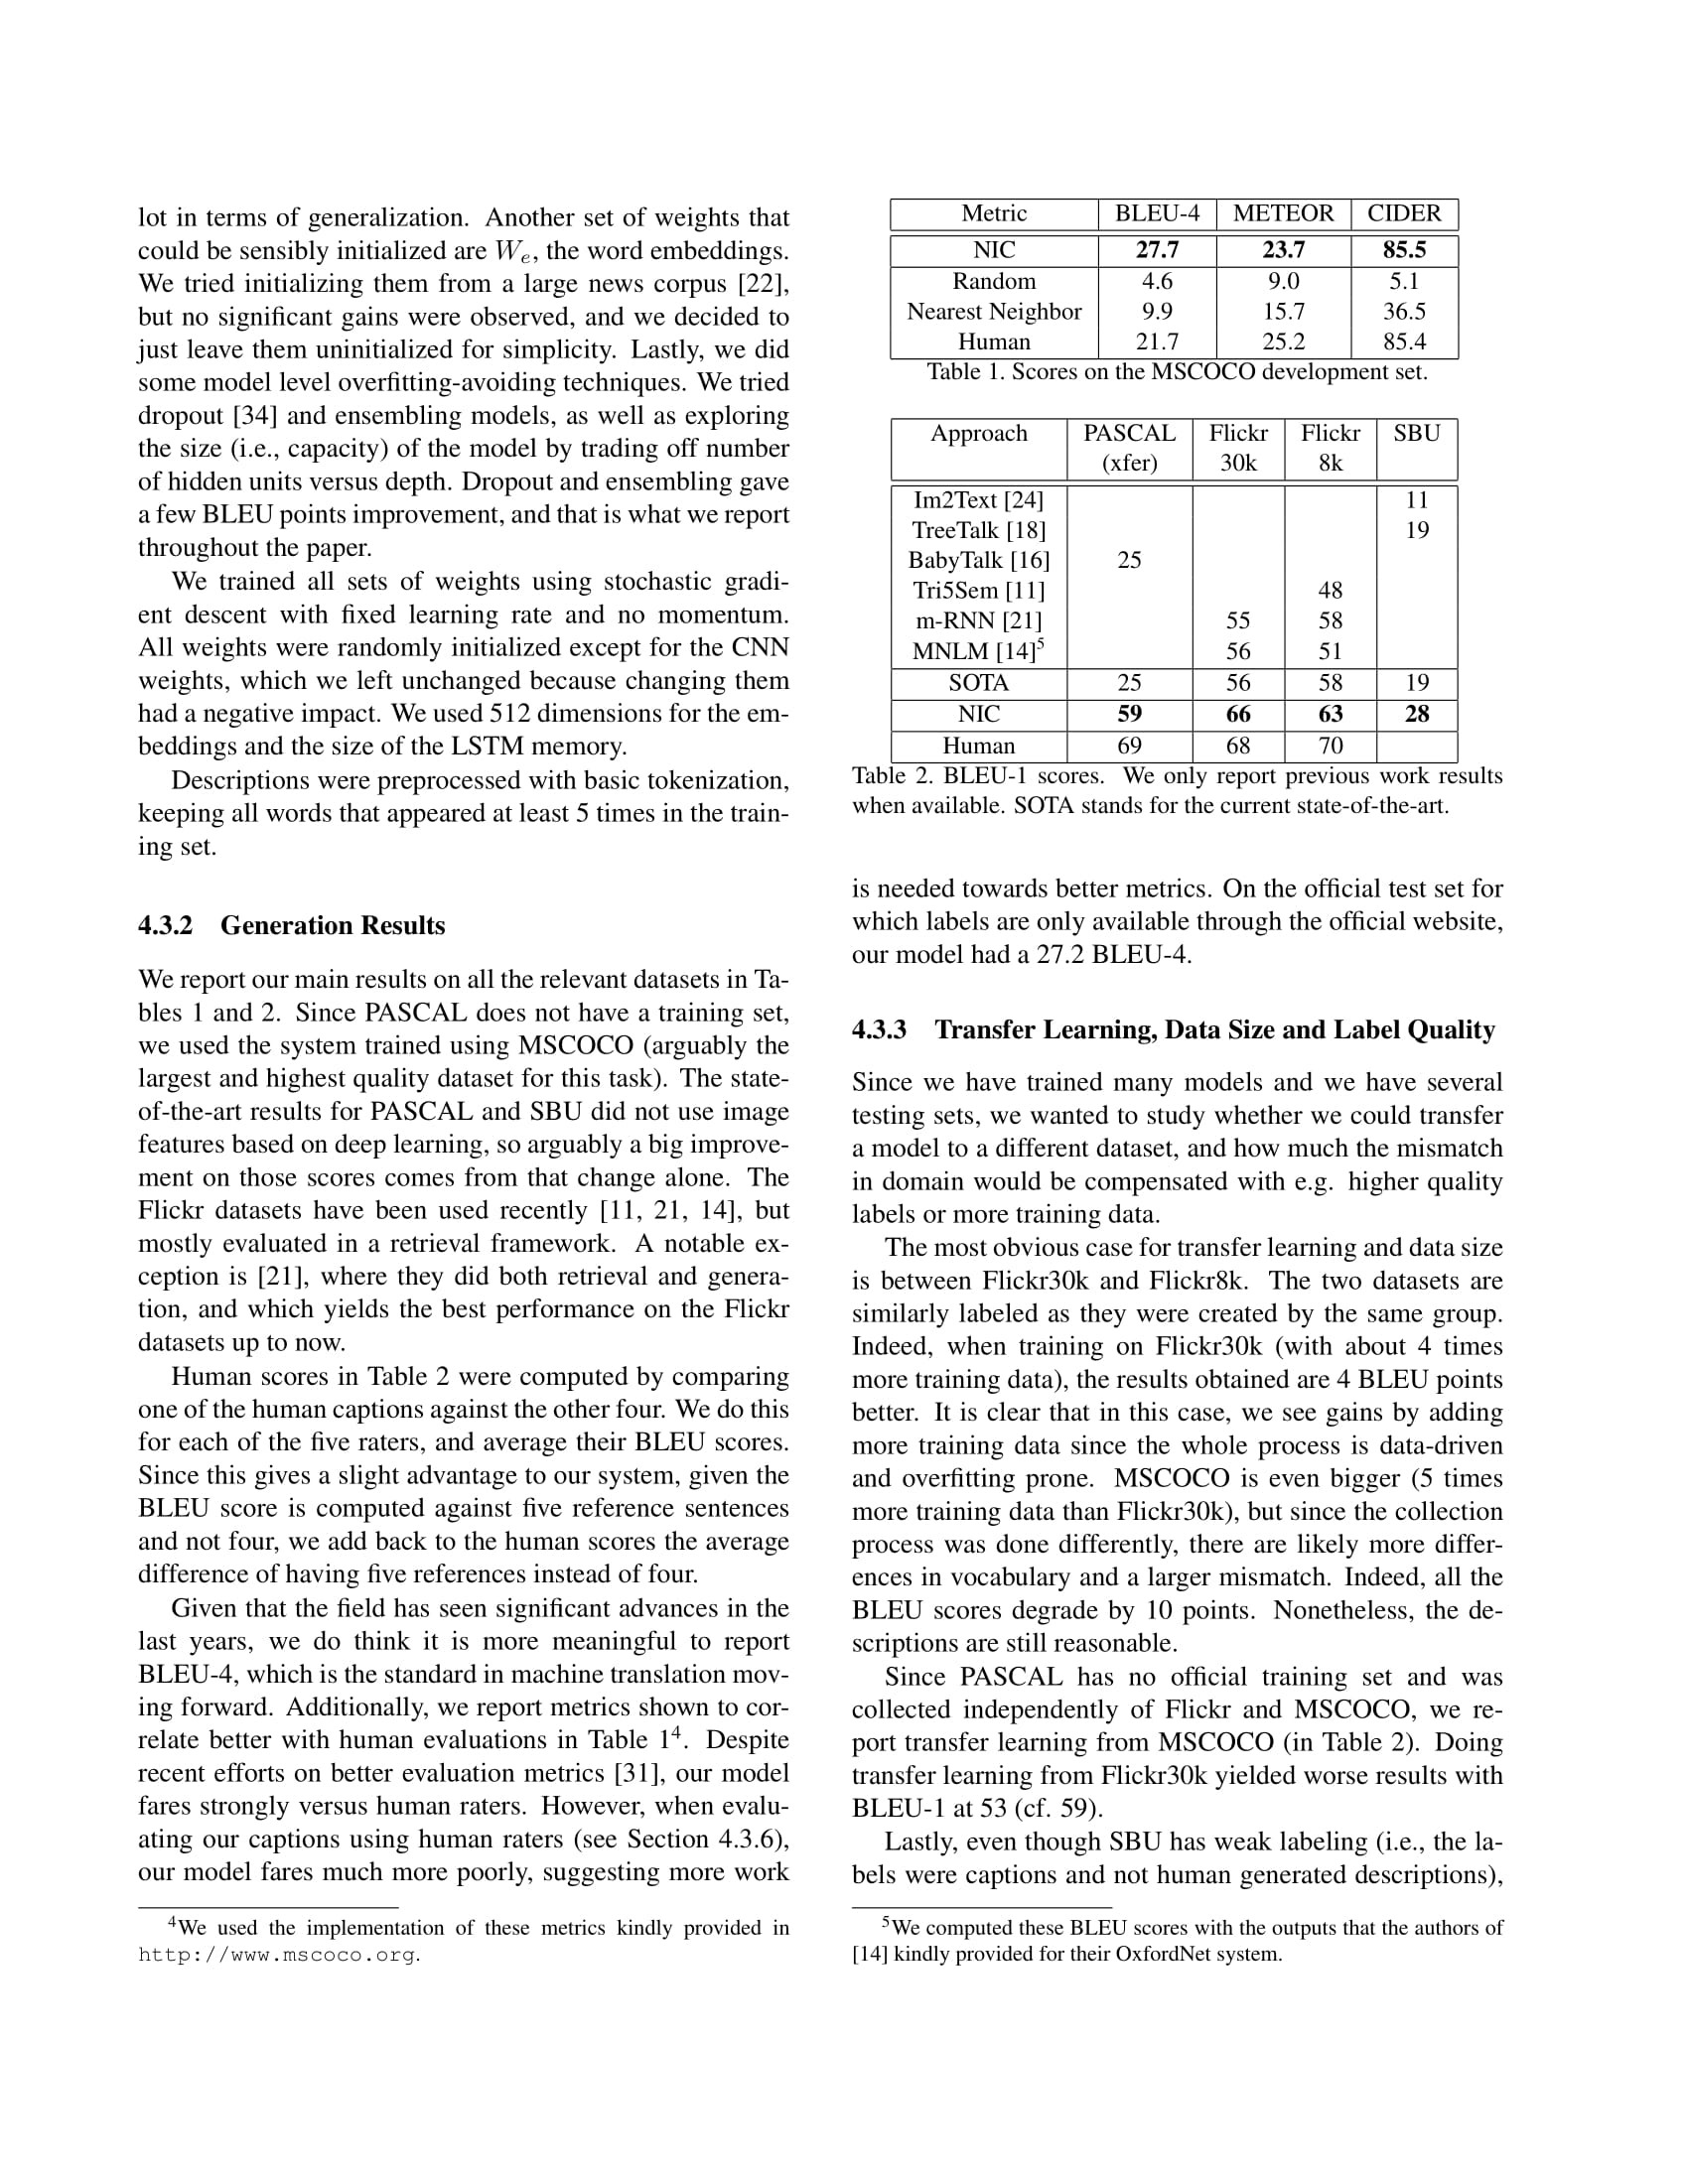 lot in terms of generalization. Another set of weights that
could be sensibly initialized are We, the word embeddings.
We tried initializing them from a large news corpus [22],
but no significant gains were observed, and we decided to
just leave them uninitialized for simplicity. Lastly, we did
some model level overfitting-avoiding techniques. We tried
dropout [34] and ensembling models, as well as exploring
the size (i.e., capacity) of the model by trading off number
of hidden units versus depth. Dropout and ensembling gave
a few BLEU points improvement, and that is what we report
throughout the paper.
We trained all sets of weights using stochastic gradi-
ent descent with fixed learning rate and no momentum.
All weights were randomly initialized except for the CNN
weights, which we left unchanged because changing them
had a negative impact. We used 512 dimensions for the em-
beddings and the size of the LSTM memory.
Descriptions were preprocessed with basic tokenization,
keeping all words that appeared at least 5 times in the train-
ing set.
4.3.2 Generation Results
We report our main results on all the relevant datasets in Ta-
bles 1 and 2. Since PASCAL does not have a training set,
we used the system trained using MSCOCO (arguably the
largest and highest quality dataset for this task). The state-
of-the-art results for PASCAL and SBU did not use image
features based on deep learning, so arguably a big improve-
ment on those scores comes from that change alone. The
Flickr datasets have been used recently [11, 21, 14], but
mostly evaluated in a retrieval framework. A notable ex-
ception is [21], where they did both retrieval and genera-
tion, and which yields the best performance on the Flickr
datasets up to now.
Human scores in Table 2 were computed by comparing
one of the human captions against the other four. We do this
for each of the five raters, and average their BLEU scores.
Since this gives a slight advantage to our system, given the
BLEU score is computed against five reference sentences
and not four, we add back to the human scores the average
difference of having five references instead of four.
Given that the field has seen significant advances in the
last years, we do think it is more meaningful to report
BLEU-4, which is the standard in machine translation mov-
ing forward. Additionally, we report metrics shown to cor-
relate better with human evaluations in Table 1⁴. Despite
recent efforts on better evaluation metrics [31], our model
fares strongly versus human raters. However, when evalu-
ating our captions using human raters (see Section 4.3.6),
our model fares much more poorly, suggesting more work
⁴We used the implementation of these metrics kindly provided in
http://www.mscoco.org.
Metric BLEU-4 METEOR CIDER
NIC 27.7 23.7 85.5
Random 4.6 9.0 5.1
Nearest Neighbor 9.9 15.7 36.5
Human 21.7 25.2 85.4
Table 1. Scores on the MSCOCO development set.
Approach PASCAL Flickr Flickr SBU
(xfer) 30k 8k
Im2Text [24] 11
TreeTalk [18] 19
BabyTalk [16] 25
Tri5Sem [11] 48
m-RNN [21] 55 58
MNLM [14]⁵ 56 51
SOTA 25 56 58 19
NIC 59 66 63 28
Human 69 68 70
Table 2. BLEU-1 scores. We only report previous work results
when available. SOTA stands for the current state-of-the-art.
is needed towards better metrics. On the official test set for
which labels are only available through the official website,
our model had a 27.2 BLEU-4.
4.3.3 Transfer Learning, Data Size and Label Quality
Since we have trained many models and we have several
testing sets, we wanted to study whether we could transfer
a model to a different dataset, and how much the mismatch
in domain would be compensated with e.g. higher quality
labels or more training data.
The most obvious case for transfer learning and data size
is between Flickr30k and Flickr8k. The two datasets are
similarly labeled as they were created by the same group.
Indeed, when training on Flickr30k (with about 4 times
more training data), the results obtained are 4 BLEU points
better. It is clear that in this case, we see gains by adding
more training data since the whole process is data-driven
and overfitting prone. MSCOCO is even bigger (5 times
more training data than Flickr30k), but since the collection
process was done differently, there are likely more differ-
ences in vocabulary and a larger mismatch. Indeed, all the
BLEU scores degrade by 10 points. Nonetheless, the de-
scriptions are still reasonable.
Since PASCAL has no official training set and was
collected independently of Flickr and MSCOCO, we re-
port transfer learning from MSCOCO (in Table 2). Doing
transfer learning from Flickr30k yielded worse results with
BLEU-1 at 53 (cf. 59).
Lastly, even though SBU has weak labeling (i.e., the la-
bels were captions and not human generated descriptions),
⁵We computed these BLEU scores with the outputs that the authors of
[14] kindly provided for their OxfordNet system.